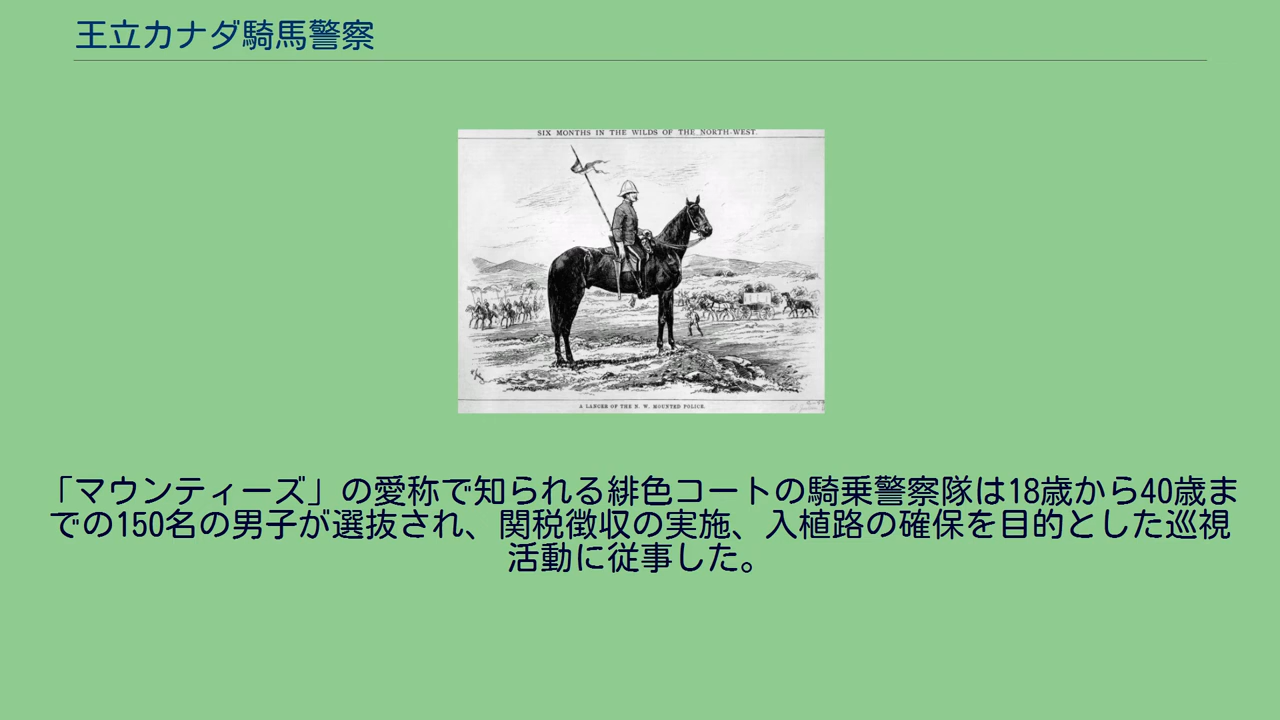 王立カナダ騎馬警察
SIX MONTHS IN THE WILDS OF THE NORTH-WEST.
A LANCER OF THE N. W. MOUNTED POLICE.
「マウンティーズ」の愛称で知られる緋色コートの騎乗警察隊は18歳から40歳ま
での150名の男子が選抜され、関税徴収の実施、入植路の確保を目的とした巡視
活動に従事した。